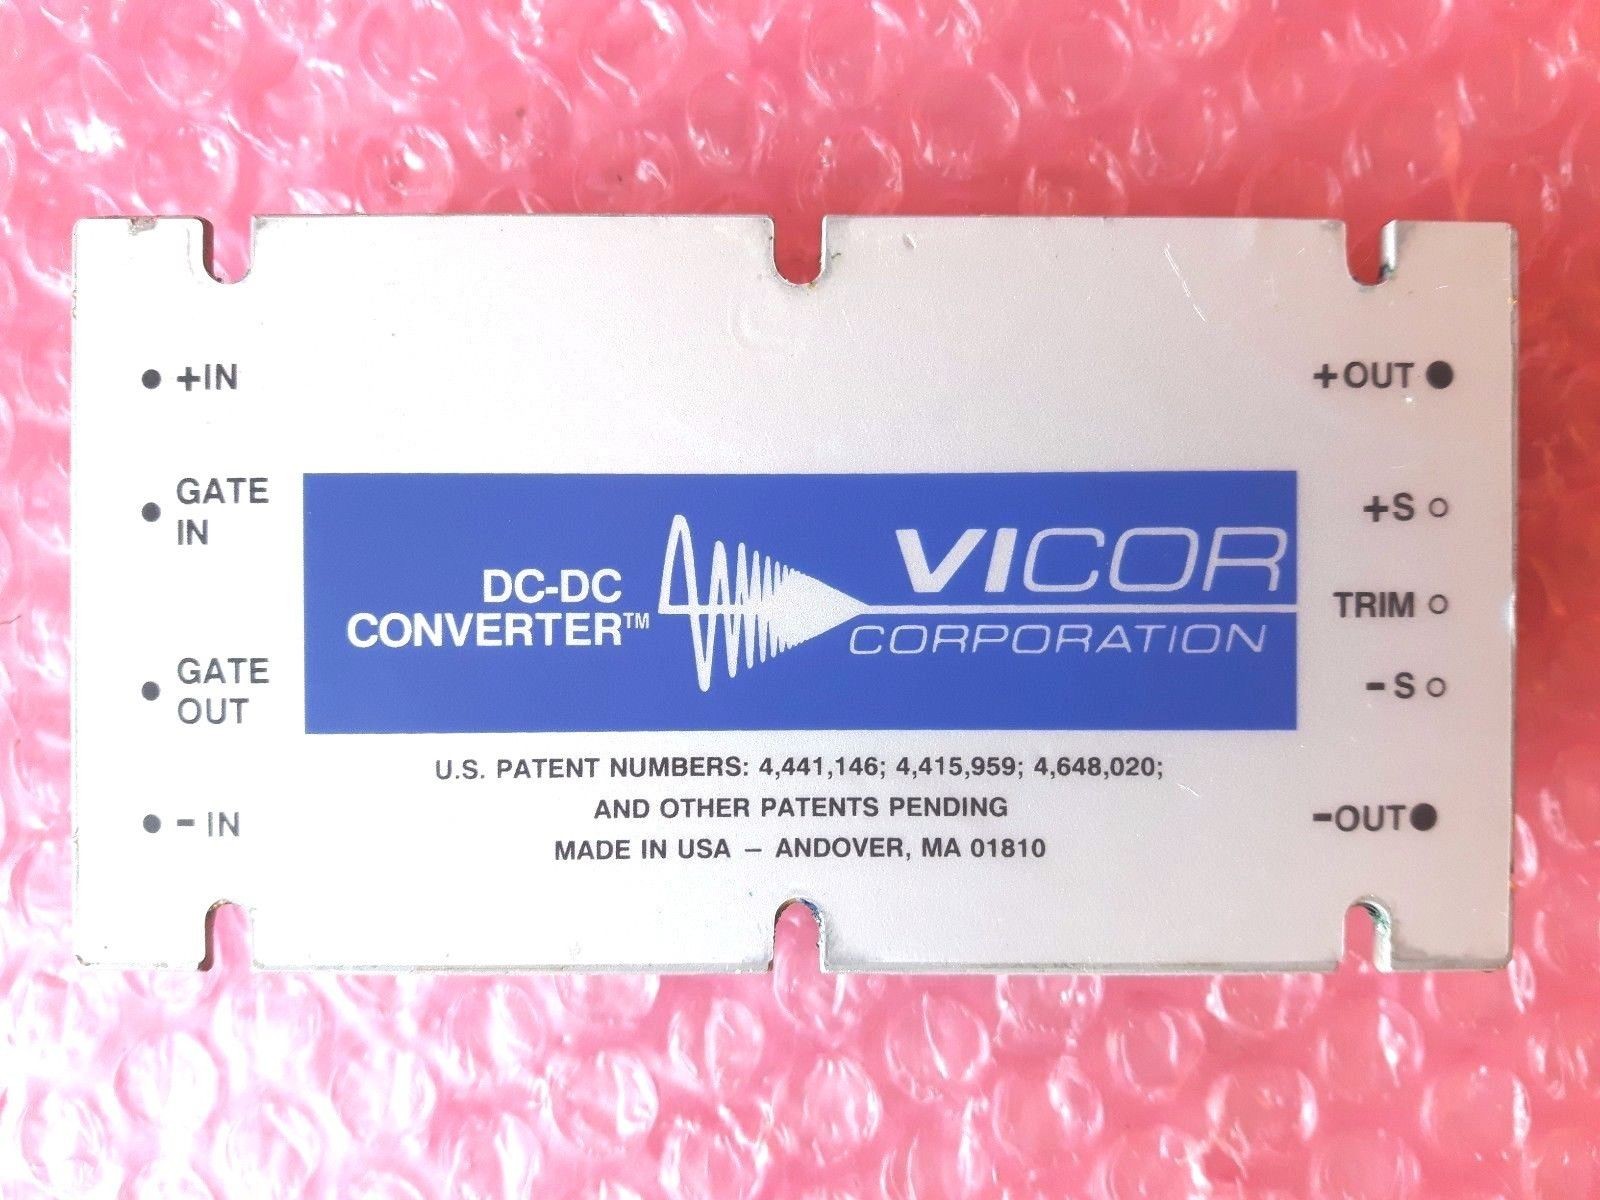 +IN
+OUT
GATE
IN
+S
DC-DC
CONVERTER™
VICOR
CORPORATION
TRIM
GATE
OUT
-S
U.S. PATENT NUMBERS: 4,441,146; 4,415,959; 4,648,020;
AND OTHER PATENTS PENDING
-IN
-OUT
MADE IN USA – ANDOVER, MA 01810